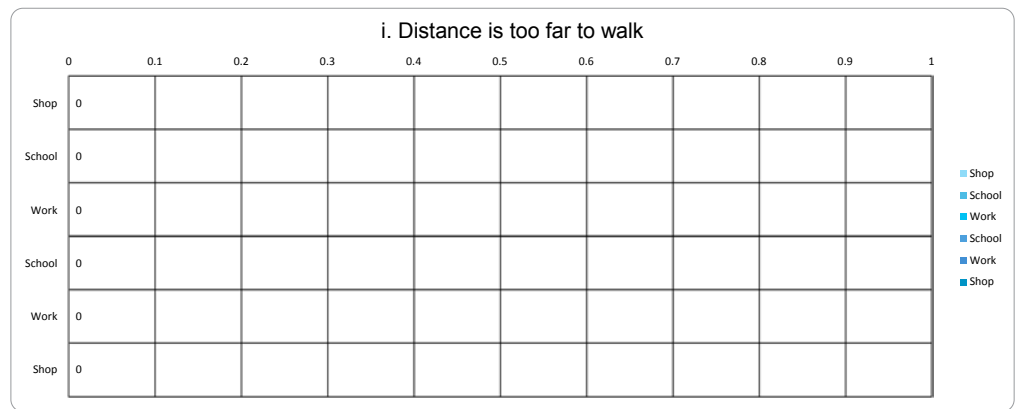 i. Distance is too far to walk
0 0.1 0.2 0.3 0.4 0.5 0.6 0.7 0.8 0.9 1
Shop 0
School 0
Work 0
School 0
Work 0
Shop 0
Shop
School
Work
School
Work
Shop